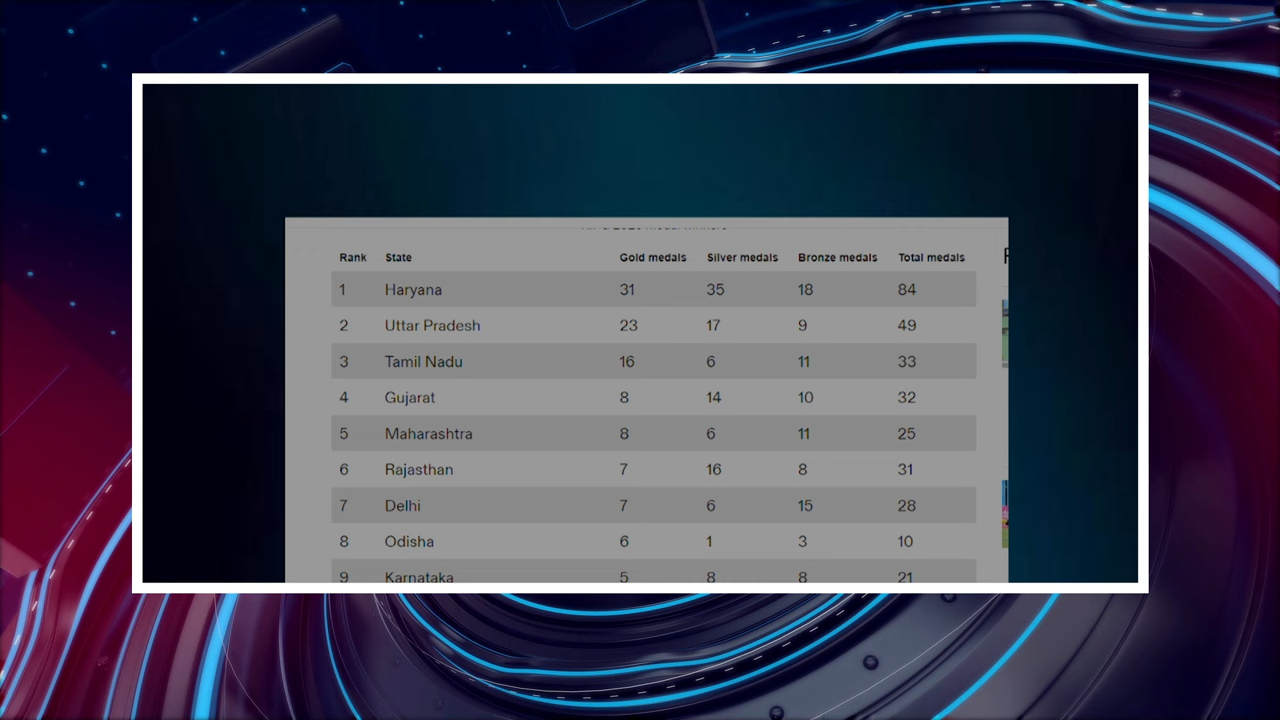 Rank State Gold medals Silver medals Bronze medals Total medals
1 Haryana 31 35 18 84
2 Uttar Pradesh 23 17 9 49
3 Tamil Nadu 16 6 11 33
4 Gujarat 8 14 10 32
5 Maharashtra 8 6 11 25
6 Rajasthan 7 16 8 31
7 Delhi 7 6 15 28
8 Odisha 6 1 3 10
9 Karnataka 5 8 8 21